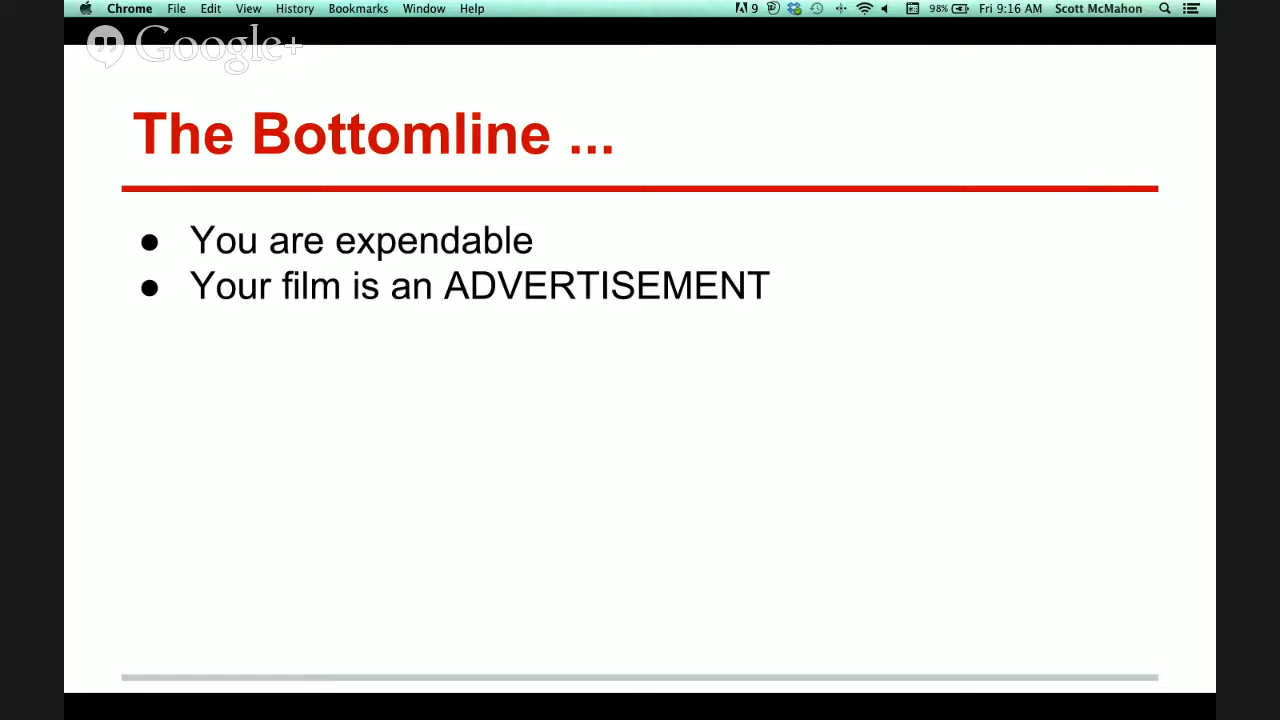 Chrome File Edit View History Bookmarks Window Help 9 98% Fri 9:16 AM Scott McMahon
Google+
The Bottomline ...
● You are expendable
● Your film is an ADVERTISEMENT